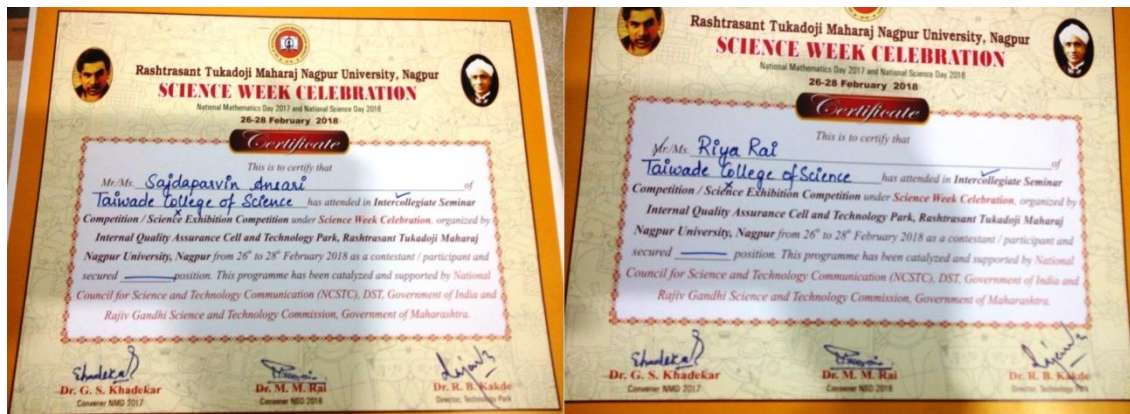 Rashtrasant Tukadoji Maharaj Nagpur University, Nagpur
SCIENCE WEEK CELEBRATION
National Mathematics Day 2017 and National Science Day 2018
26-28 February 2018
Certificate
This is to certify that
Mr./Ms. Sajdaparvin Ansari of
Taiwade College of Science has attended in Intercollegiate Seminar
Competition / Science Exhibition Competition under Science Week Celebration, organized by
Internal Quality Assurance Cell and Technology Park, Rashtrasant Tukadoji Maharaj
Nagpur University, Nagpur from 26th to 28th February 2018 as a contestant / participant and
secured position. This programme has been catalyzed and supported by National
Council for Science and Technology Communication (NCSTC), DST, Government of India and
Rajiv Gandhi Science and Technology Commission, Government of Maharashtra.
Dr. G. S. Khadekar
Convener NMD 2017
Dr. M. M. Rai
Convener NSD 2018
Dr. R. B. Kakde
Director, Technology Park
Rashtrasant Tukadoji Maharaj Nagpur University, Nagpur
SCIENCE WEEK CELEBRATION
National Mathematics Day 2017 and National Science Day 2018
26-28 February 2018
Certificate
This is to certify that
Mr./Ms. Riya Rai of
Taiwade College of Science has attended in Intercollegiate Seminar
Competition / Science Exhibition Competition under Science Week Celebration, organized by
Internal Quality Assurance Cell and Technology Park, Rashtrasant Tukadoji Maharaj
Nagpur University, Nagpur from 26th to 28th February 2018 as a contestant / participant and
secured position. This programme has been catalyzed and supported by National
Council for Science and Technology Communication (NCSTC), DST, Government of India and
Rajiv Gandhi Science and Technology Commission, Government of Maharashtra.
Dr. G. S. Khadekar
Convener NMD 2017
Dr. M. M. Rai
Convener NSD 2018
Dr. R. B. Kakde
Director, Technology Park